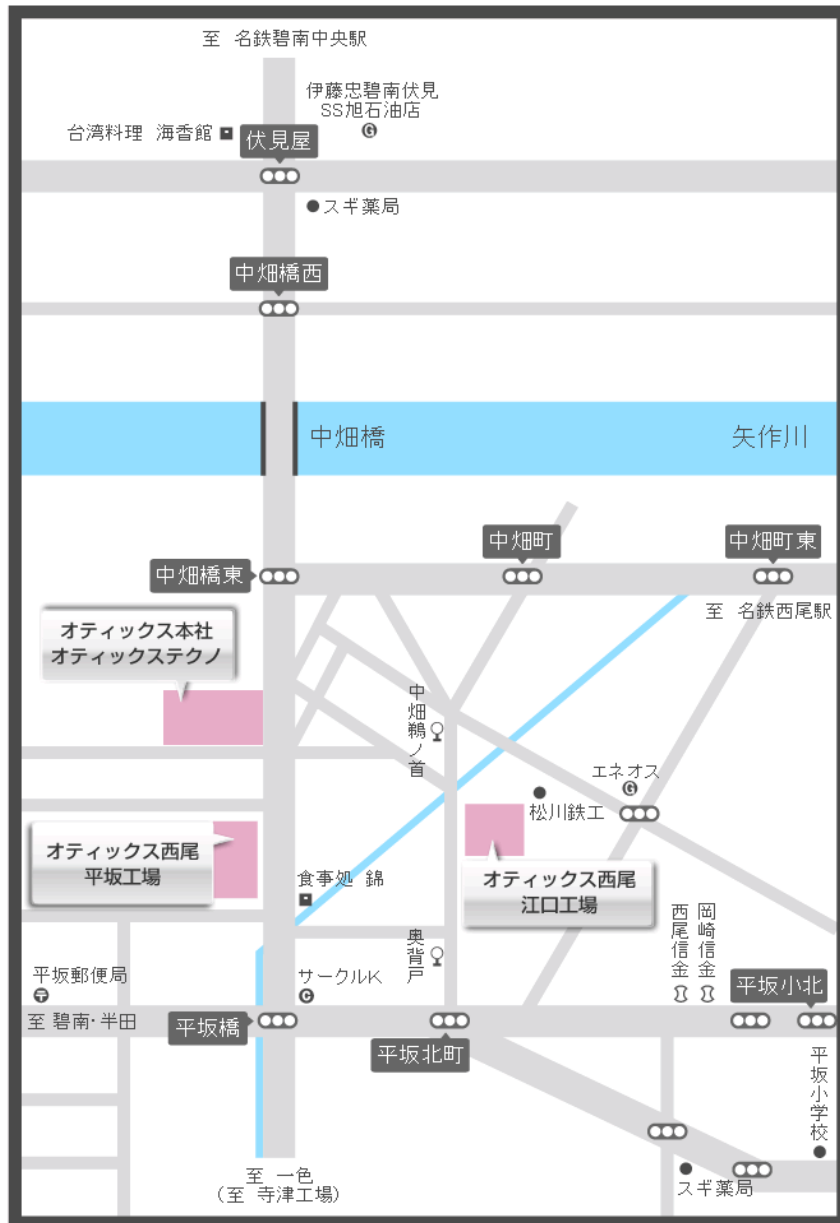 至 名鉄碧南中央駅
伊藤忠碧南伏見
SS旭石油店
G
台湾料理 海香館
伏見屋
スギ薬局
中畑橋西
中畑橋
矢作川
中畑橋東
中畑町
中畑町東
至 名鉄西尾駅
オティックス本社
オティックステクノ
中畑鵜ノ首
エネオス
G
松川鉄工
オティックス西尾
平坂工場
オティックス西尾
江口工場
食事処 錦
奥背戸
西尾信金
岡崎信金
平坂郵便局
〒
サークルK
C
平坂小北
至 碧南・半田
平坂橋
平坂北町
平坂小学校
至 一色
(至 寺津工場)
スギ薬局